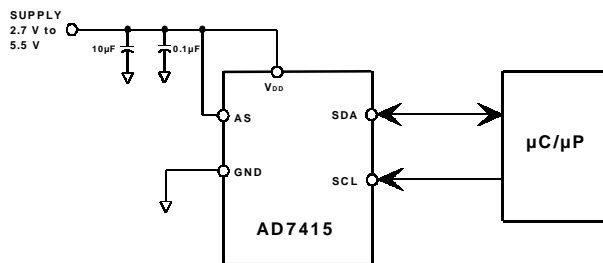 SUPPLY
2.7 V to
5.5 V
10µF
0.1µF
VDD
AS
SDA
GND
SCL
AD7415
µC/µP